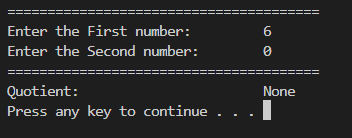 =======================================
Enter the First number:         6
Enter the Second number:        0
=======================================
Quotient:                       None
Press any key to continue . . .